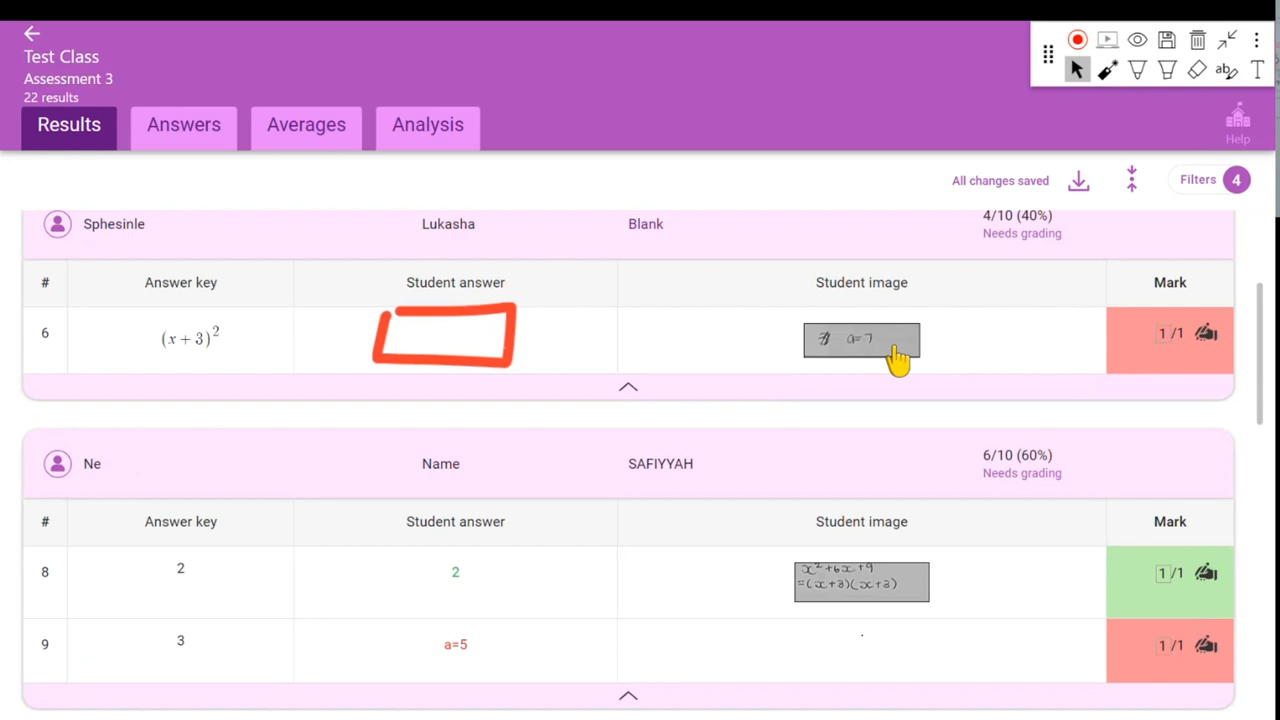 Test Class
Assessment 3
22 results
Results Answers Averages Analysis
Help
All changes saved
Filters 4
Sphesinle Lukasha Blank 4/10 (40%)
Needs grading
# Answer key Student answer Student image Mark
6 (x + 3)² a=7 1/1
Ne Name SAFIYYAH 6/10 (60%)
Needs grading
# Answer key Student answer Student image Mark
8 2 2 x²+6x+9 1/1
=(x+3)(x+3)
9 3 a=5 1/1
ab
T